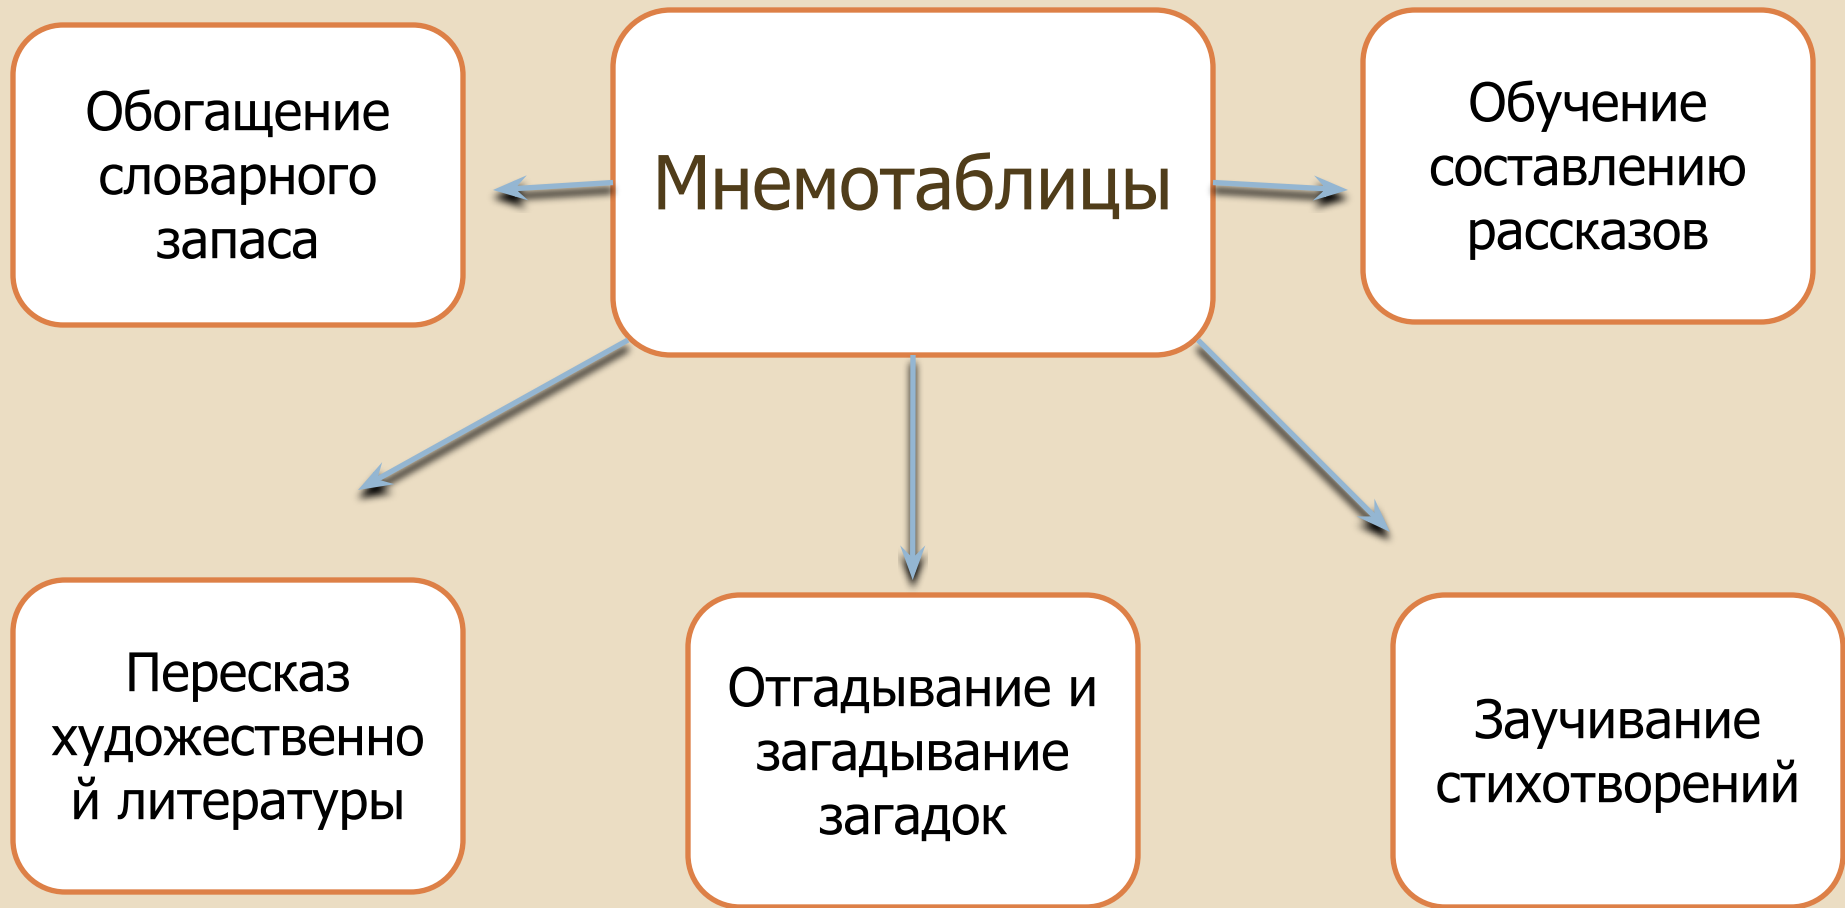 Обогащение
словарного
запаса
Мнемотаблицы
Обучение
составлению
рассказов
Пересказ
художественно
й литературы
Отгадывание и
загадывание
загадок
Заучивание
стихотворений